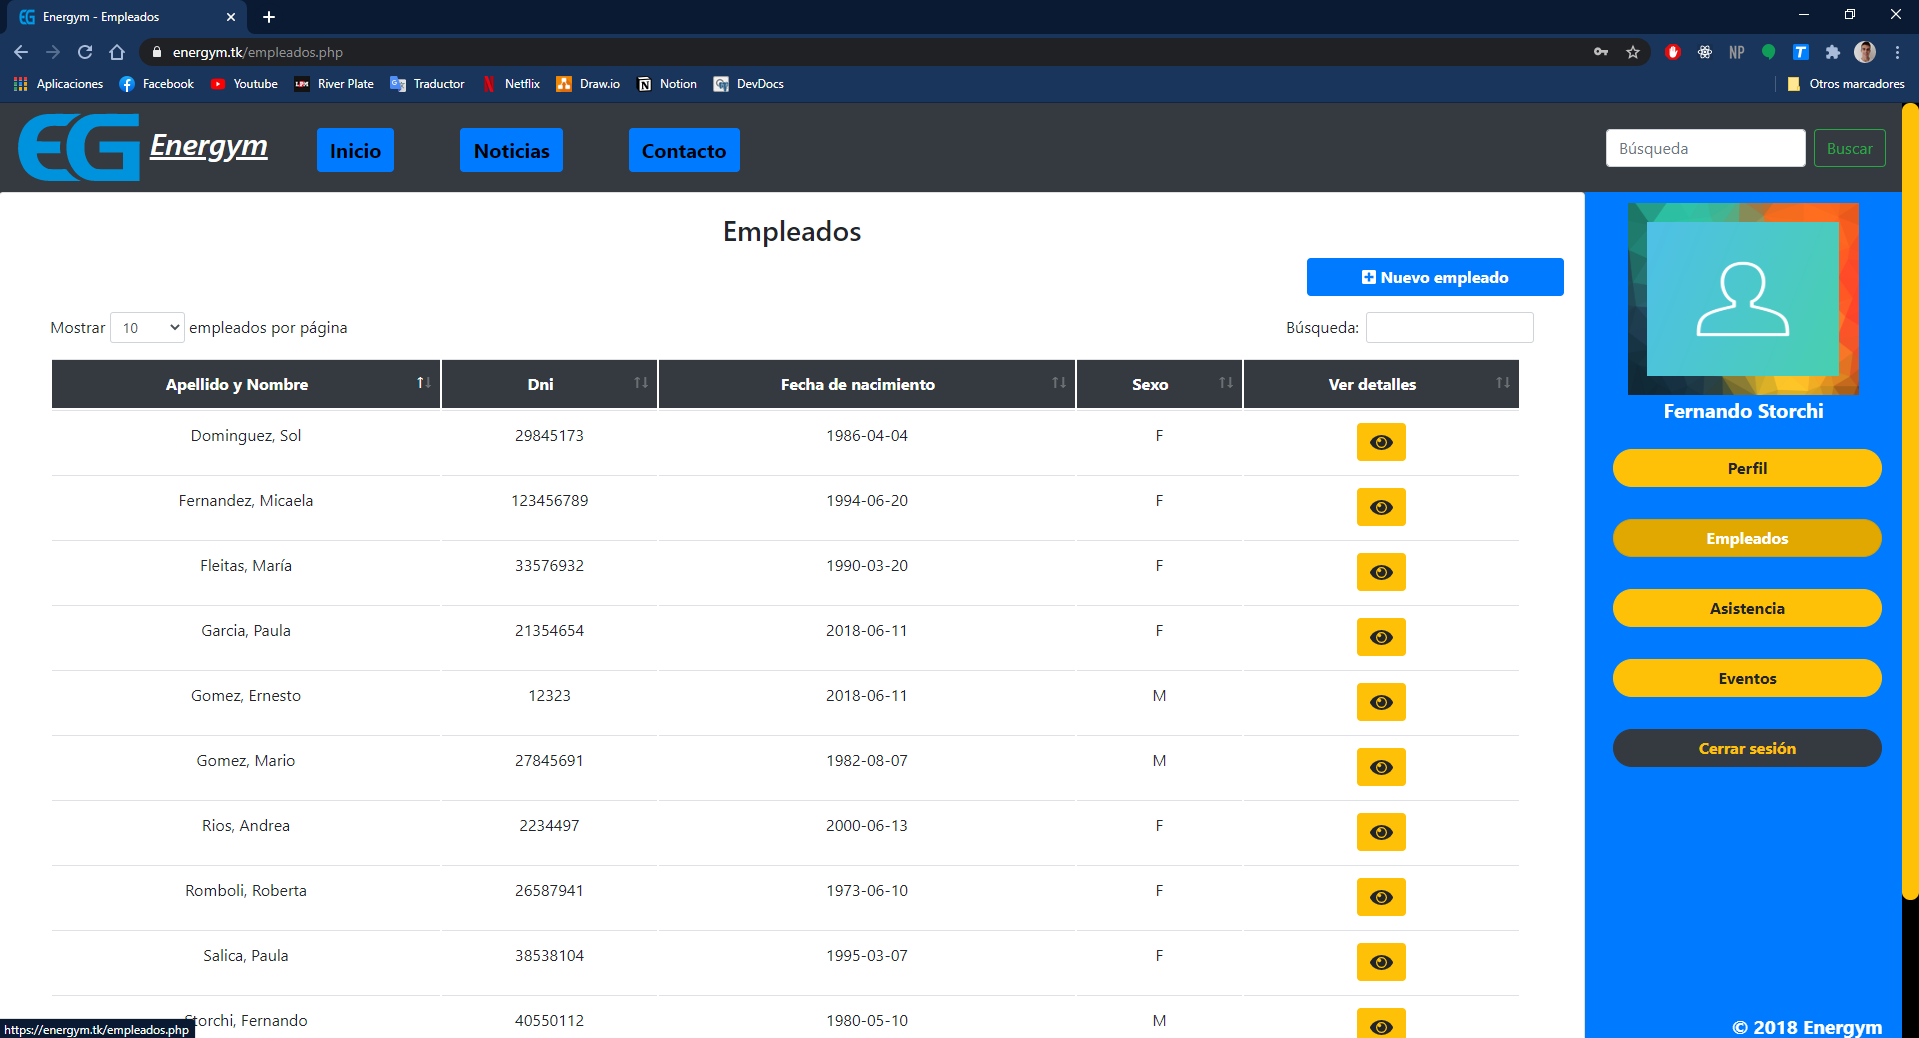 Energym - Empleados
energym.tk/empleados.php
NP
Aplicaciones Facebook Youtube River Plate Traductor Netflix Draw.io Notion DevDocs Otros marcadores
EG Energym Inicio Noticias Contacto Búsqueda Buscar
Empleados
Nuevo empleado
Mostrar 10 empleados por página Búsqueda:
Apellido y Nombre Dni Fecha de nacimiento Sexo Ver detalles
Dominguez, Sol 29845173 1986-04-04 F
Fernandez, Micaela 123456789 1994-06-20 F
Fleitas, María 33576932 1990-03-20 F
Garcia, Paula 21354654 2018-06-11 F
Gomez, Ernesto 12323 2018-06-11 M
Gomez, Mario 27845691 1982-08-07 M
Rios, Andrea 2234497 2000-06-13 F
Romboli, Roberta 26587941 1973-06-10 F
Salica, Paula 38538104 1995-03-07 F
Storchi, Fernando 40550112 1980-05-10 M
https://energym.tk/empleados.php
Fernando Storchi
Perfil
Empleados
Asistencia
Eventos
Cerrar sesión
© 2018 Energym